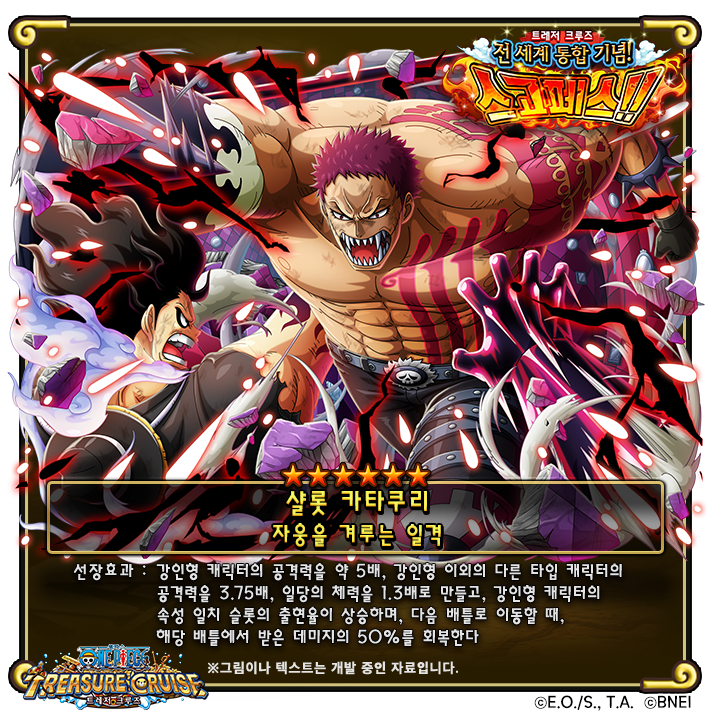 트레저 크루즈
전 세계 통합 기념!
스고페스!!
★★★★★★
샬롯 카타쿠리
자웅을 겨루는 일격
선장효과 : 강인형 캐릭터의 공격력을 약 5배, 강인형 이외의 다른 타입 캐릭터의
공격력을 3.75배, 일당의 체력을 1.3배로 만들고, 강인형 캐릭터의
속성 일치 슬롯의 출현율이 상승하며, 다음 배틀로 이동할 때,
해당 배틀에서 받은 데미지의 50%를 회복한다
※그림이나 텍스트는 개발 중인 자료입니다.
ONE PIECE
TREASURE CRUISE
트레저 크루즈
©E.O./S., T.A. ©BNEI